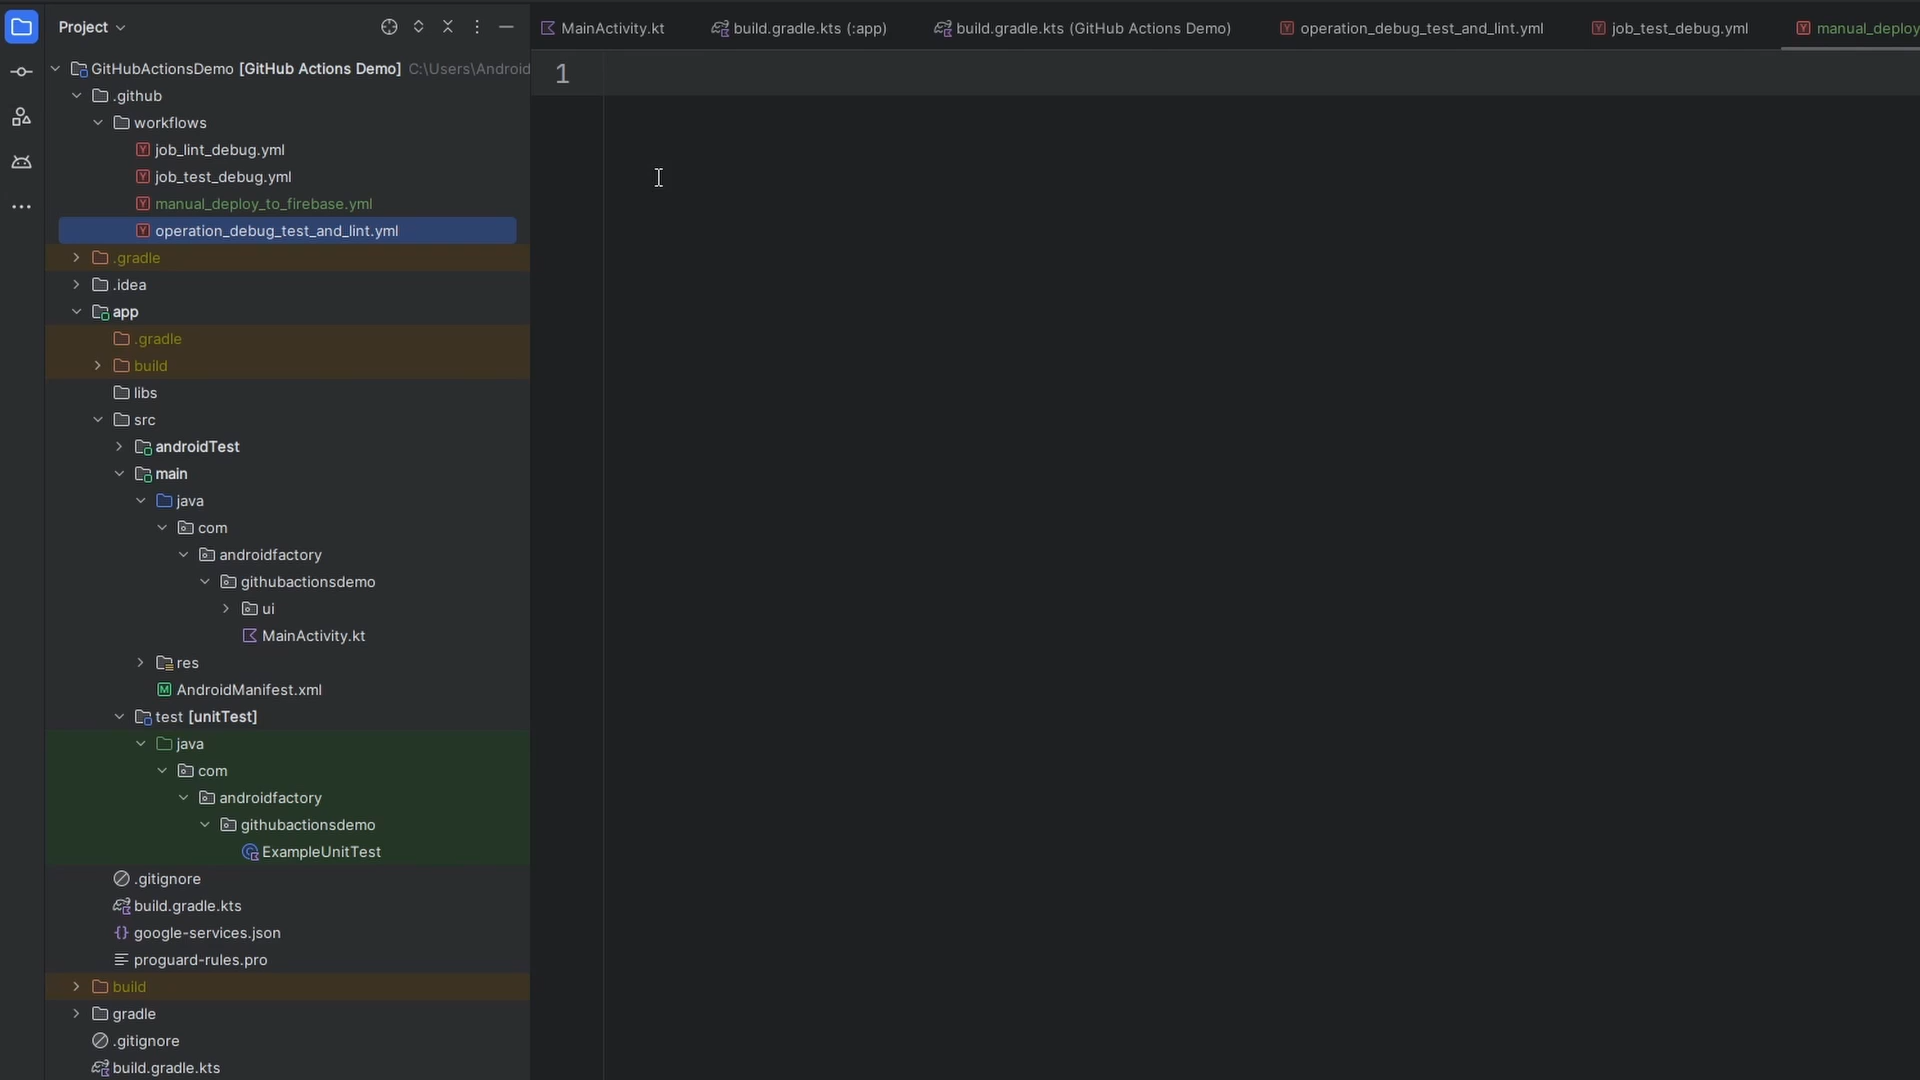 Project
MainActivity.kt
build.gradle.kts (:app)
build.gradle.kts (GitHub Actions Demo)
operation_debug_test_and_lint.yml
job_test_debug.yml
manual_deploy
GitHubActionsDemo [GitHub Actions Demo] C:\Users\Android
1
.github
workflows
job_lint_debug.yml
job_test_debug.yml
manual_deploy_to_firebase.yml
operation_debug_test_and_lint.yml
.gradle
.idea
app
.gradle
build
libs
src
androidTest
main
java
com
androidfactory
githubactionsdemo
ui
MainActivity.kt
res
AndroidManifest.xml
test [unitTest]
java
com
androidfactory
githubactionsdemo
ExampleUnitTest
.gitignore
build.gradle.kts
google-services.json
proguard-rules.pro
build
gradle
.gitignore
build.gradle.kts